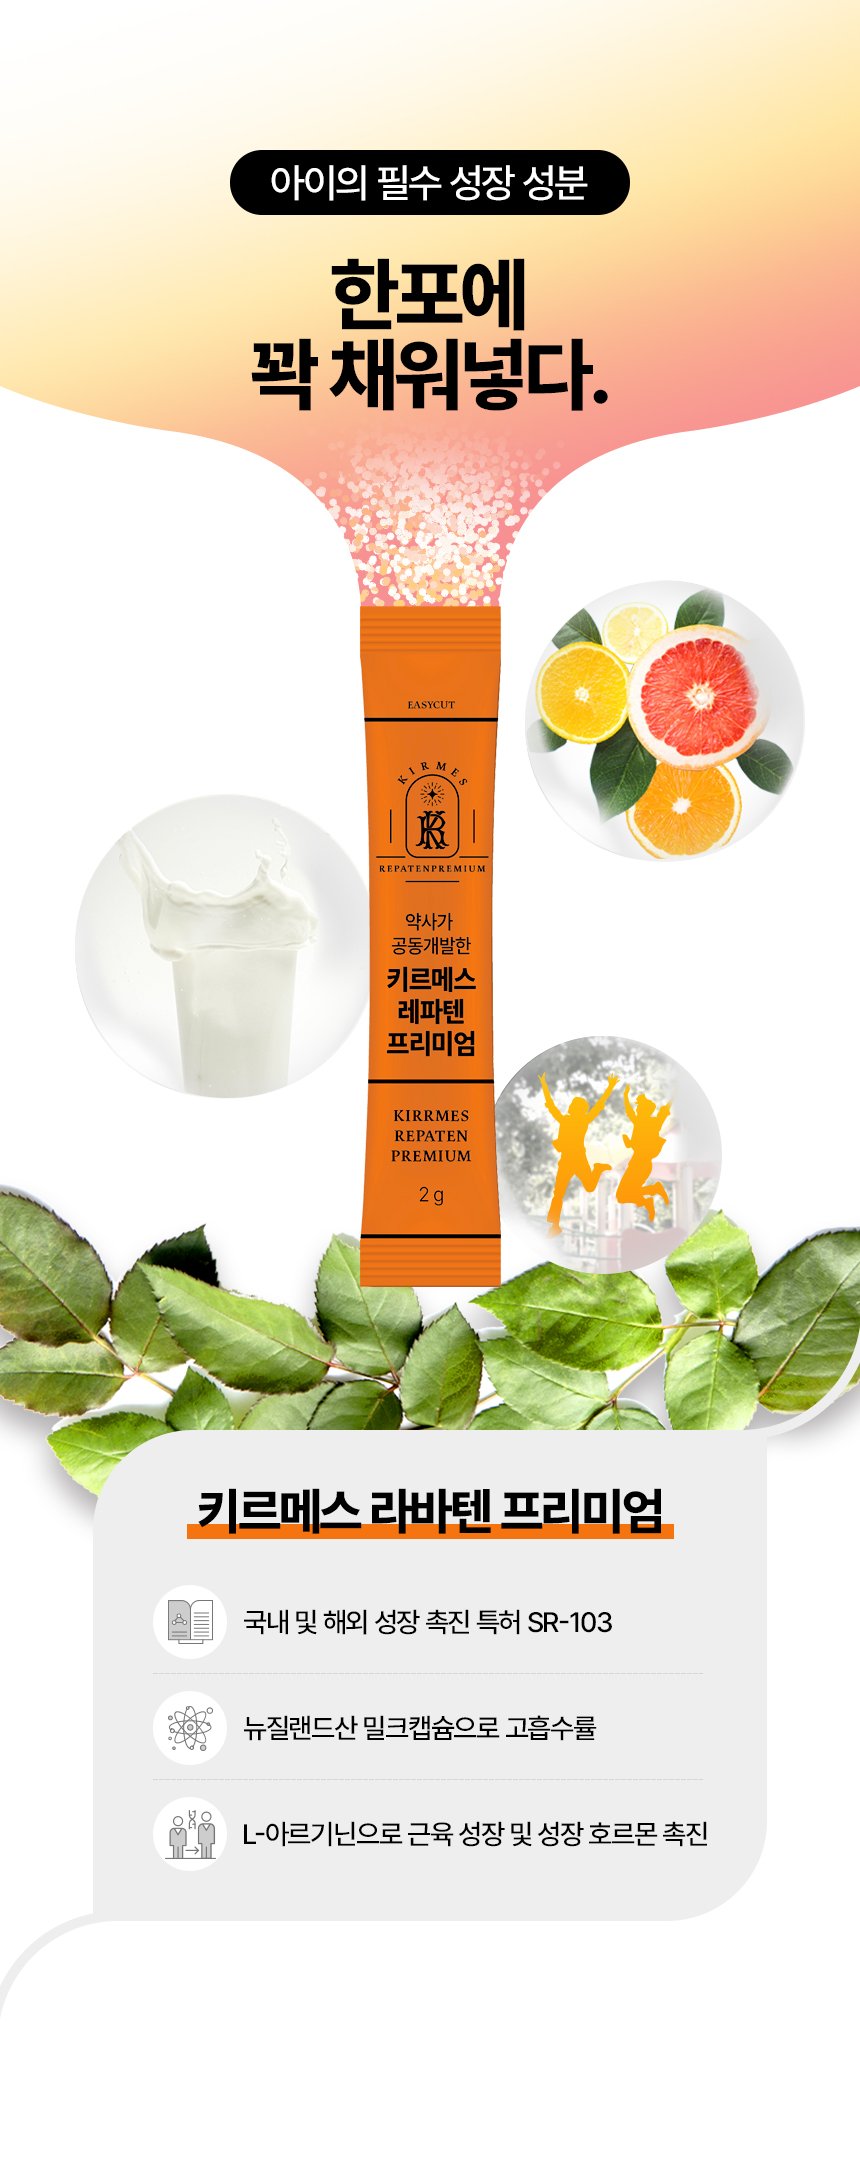 아이의 필수 성장 성분
한포에
꽉 채워넣다.
EASYCUT
KIRMES
REPATENPREMIUM
약사가
공동개발한
키르메스
레파텐
프리미엄
KIRRMES
REPATEN
PREMIUM
2 g
키르메스 라바텐 프리미엄
국내 및 해외 성장 촉진 특허 SR-103
뉴질랜드산 밀크캡슘으로 고흡수률
L-아르기닌으로 근육 성장 및 성장 호르몬 촉진